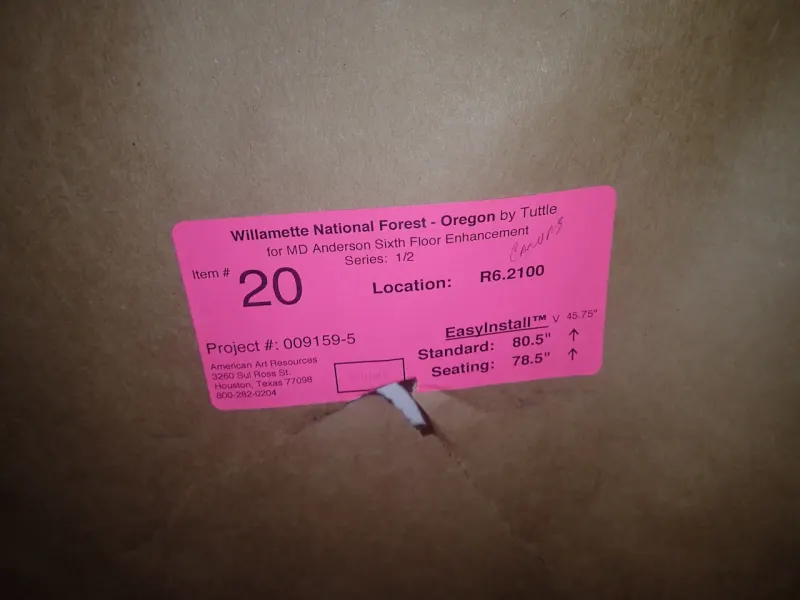 Willamette National Forest - Oregon by Tuttle
for MD Anderson Sixth Floor Enhancement
CANVAS
Series: 1/2
Item # 20
Location: R6.2100
Project #: 009159-5
American Art Resources
3260 Sul Ross St.
Houston, Texas 77098
800-282-0204
EasyInstall™ V 45.75"
Standard: 80.5" ↑
Seating: 78.5" ↑